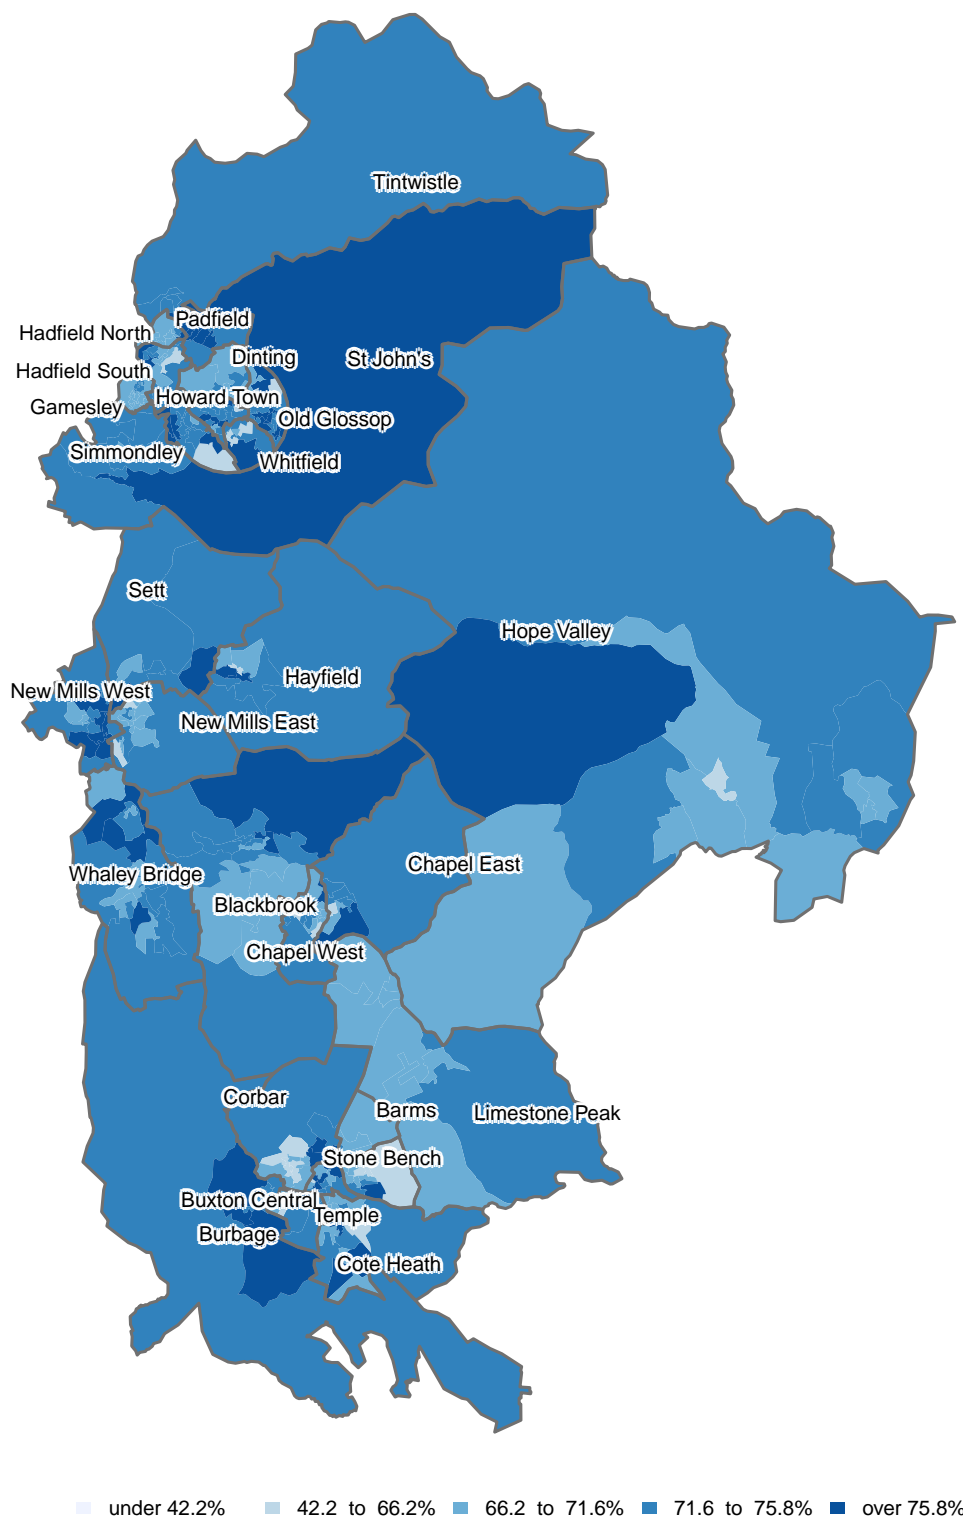 Tintwistle
Padfield
Hadfield North
Dinting
St John's
Hadfield South
Howard Town
Gamesley
Old Glossop
Simmondley
Whitfield
Sett
Hope Valley
Hayfield
New Mills West
New Mills East
Chapel East
Whaley Bridge
Blackbrook
Chapel West
Corbar
Barms
Limestone Peak
Stone Bench
Buxton Central
Temple
Burbage
Cote Heath
under 42.2% 42.2 to 66.2% 66.2 to 71.6% 71.6 to 75.8% over 75.8%